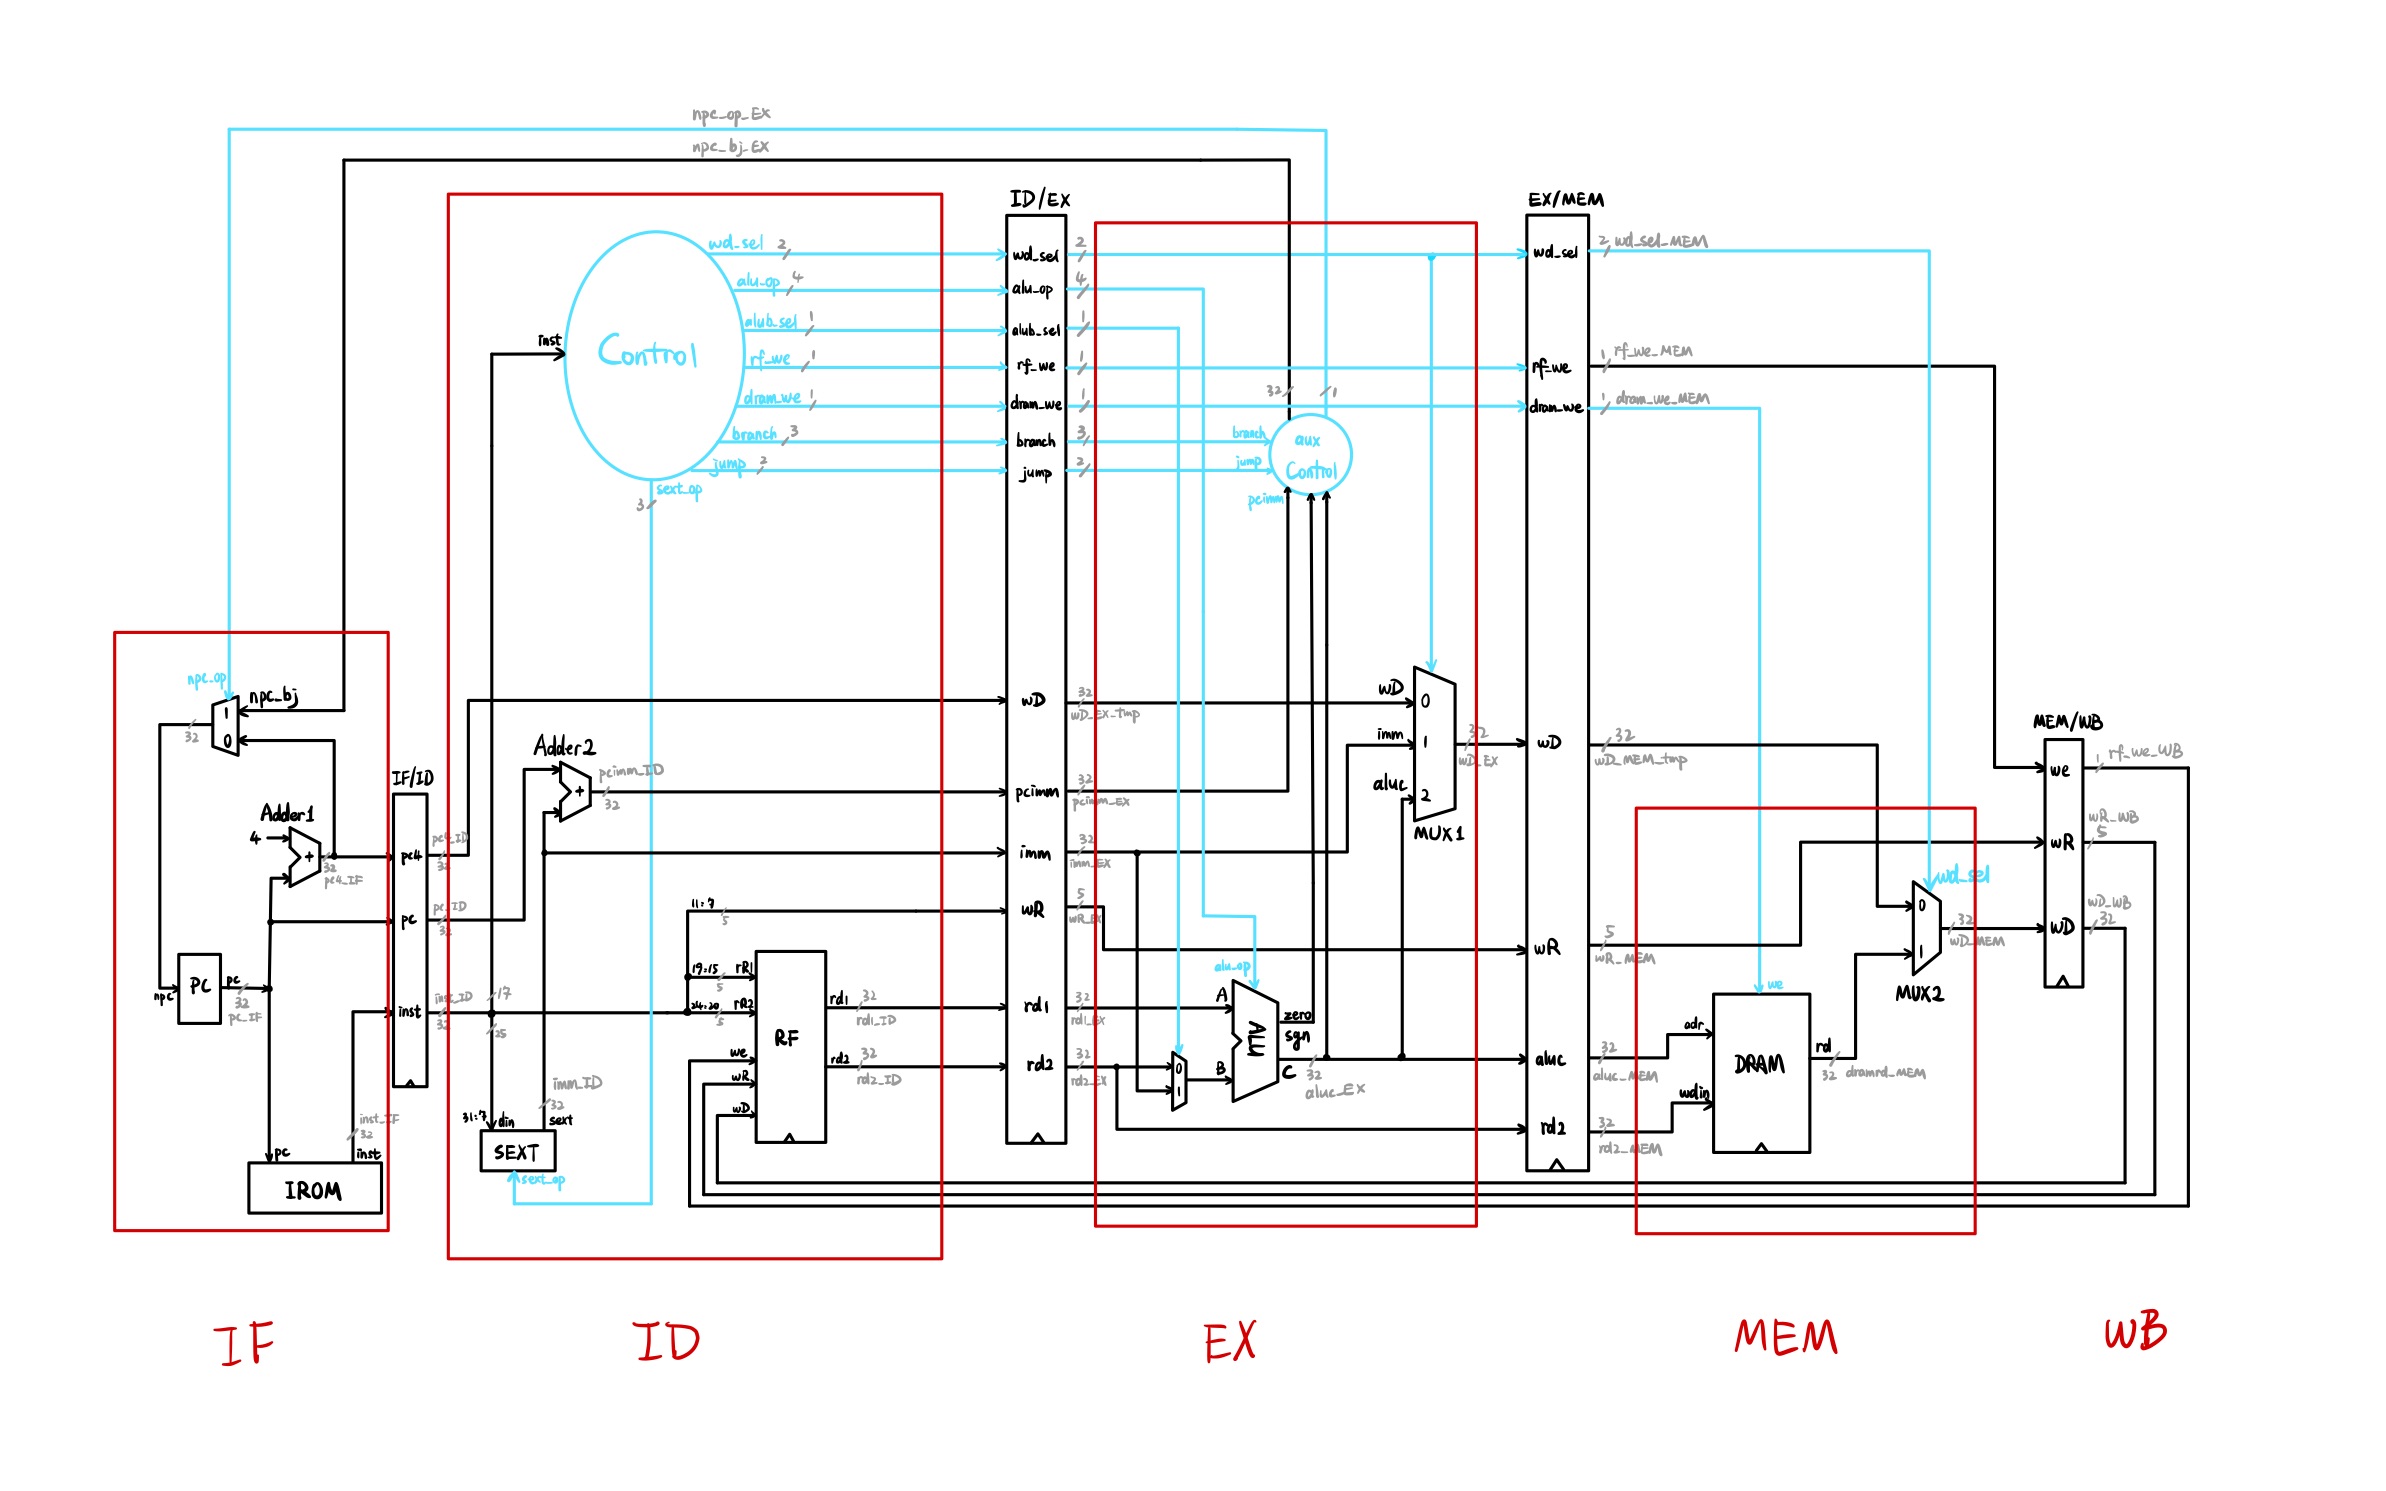 npc_op_EX
npc_bj_EX
ID/EX
EX/MEM
wd_sel 2
alu_op 4
alub_sel 1
rf_we 1
dram_we 1
branch 3
jump 2
sext_op
3
inst
Control
wd_sel 2
alu_op 4
alub_sel 1
rf_we 1
dram_we 1
branch 3
jump 2
32
1
branch
jump
pcimm
aux
Control
wd_sel
rf_we
dram_we
2 wd_sel_MEM
1 rf_we_MEM
1 dram_we_MEM
npc_op
npc_bj
1
0
32
Adder1
4
+
32
pc4_IF
PC
npc
pc
32
pc_IF
pc
inst
IROM
inst_IF
32
IF/ID
pc4
pc
inst
pc4_ID
32
pc_ID
32
inst_ID
32
17
25
Adder2
+
pcimm_ID
32
imm_ID
32
31:7 din
sext
SEXT
sext_op
11:7
5
19:15 rR1
5
24:20 rR2
5
we
wR
wD
RF
rd1 32
rd1_ID
rd2 32
rd2_ID
wD
pcimm
imm
wR
rd1
rd2
32
wD_EX_tmp
32
pcimm_EX
32
imm_EX
5
wR_EX
32
rd1_EX
32
rd2_EX
0
1
alu_op
A
B
ALU
zero
sgn
C
32
aluc_EX
wD
imm
aluc
0
1
2
MUX1
32
wD_EX
wD
wR
aluc
rd2
32
wD_MEM_tmp
5
wR_MEM
32
aluc_MEM
32
rd2_MEM
we
adr
wdin
DRAM
rd
32 dramrd_MEM
wd_sel
0
1
MUX2
32
wD_MEM
MEM/WB
we
wR
wD
1 rf_we_WB
wR_WB
5
wD_WB
32
IF
ID
EX
MEM
WB